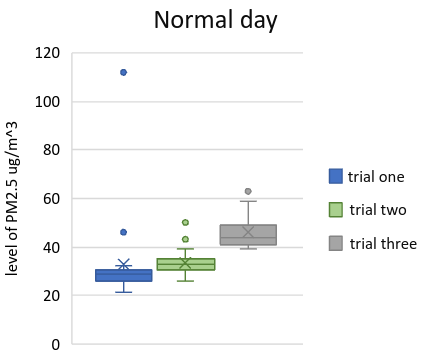 Normal day
level of PM2.5 ug/m^3
120
100
80
60
40
20
0
trial one
trial two
trial three